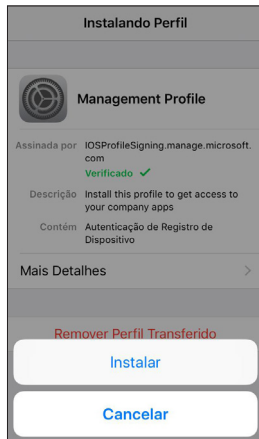 Instalando Perfil
Management Profile
Assinada por IOSProfileSigning.manage.microsoft.
com
Verificado ✓
Descrição Install this profile to get access to
your company apps
Contém Autenticação de Registro de
Dispositivo
Mais Detalhes
Remover Perfil Transferido
Instalar
Cancelar